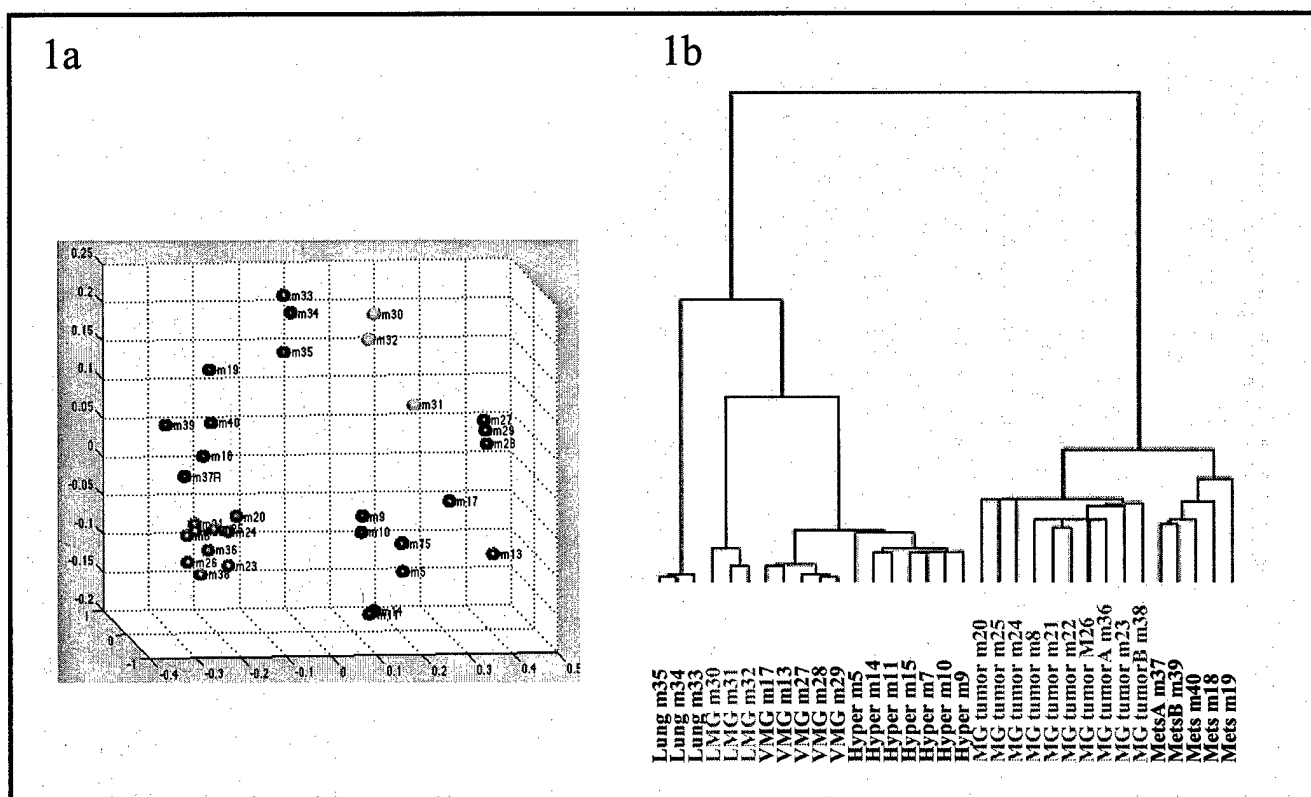 1a
1b
0.25
0.2
0.15
0.1
0.05
0
-0.05
-0.1
-0.15
-0.2
1
0
-1
-0.4
-0.3
-0.2
-0.1
0
0.1
0.2
0.3
0.4
0.5
m33
m34
m30
m32
m35
m19
m31
m39
m40
m27
m29
m28
m18
m37A
m17
m20
m9
m24
m10
m36
m15
m13
m26
m23
m5
m38
Lung m35
Lung m34
Lung m33
LMG m30
LMG m31
LMG m32
VMG m17
VMG m13
VMG m27
VMG m28
VMG m29
Hyper m5
Hyper m14
Hyper m11
Hyper m15
Hyper m7
Hyper m10
Hyper m9
MG tumor m20
MG tumor m25
MG tumor m24
MG tumor m8
MG tumor m21
MG tumor m22
MG tumor M26
MG tumorA m36
MG tumor m23
MG tumorB m38
MetsA m37
MetsB m39
Mets m40
Mets m18
Mets m19